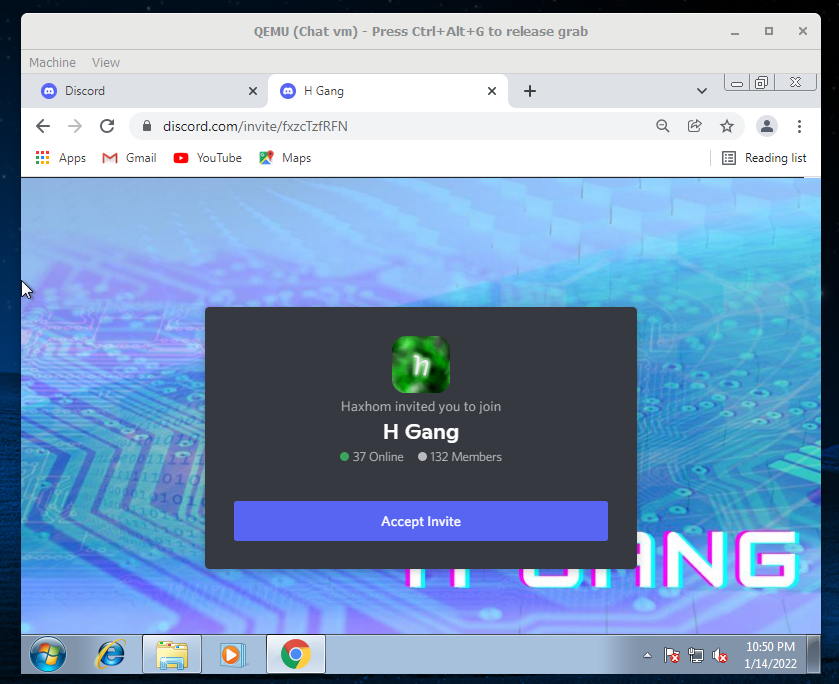 QEMU (Chat vm) - Press Ctrl+Alt+G to release grab
Machine View
Discord H Gang
discord.com/invite/fxzcTzfRFN
Apps Gmail YouTube Maps Reading list
h
Haxhom invited you to join
H Gang
37 Online 132 Members
Accept Invite
H GANG
10:50 PM
1/14/2022